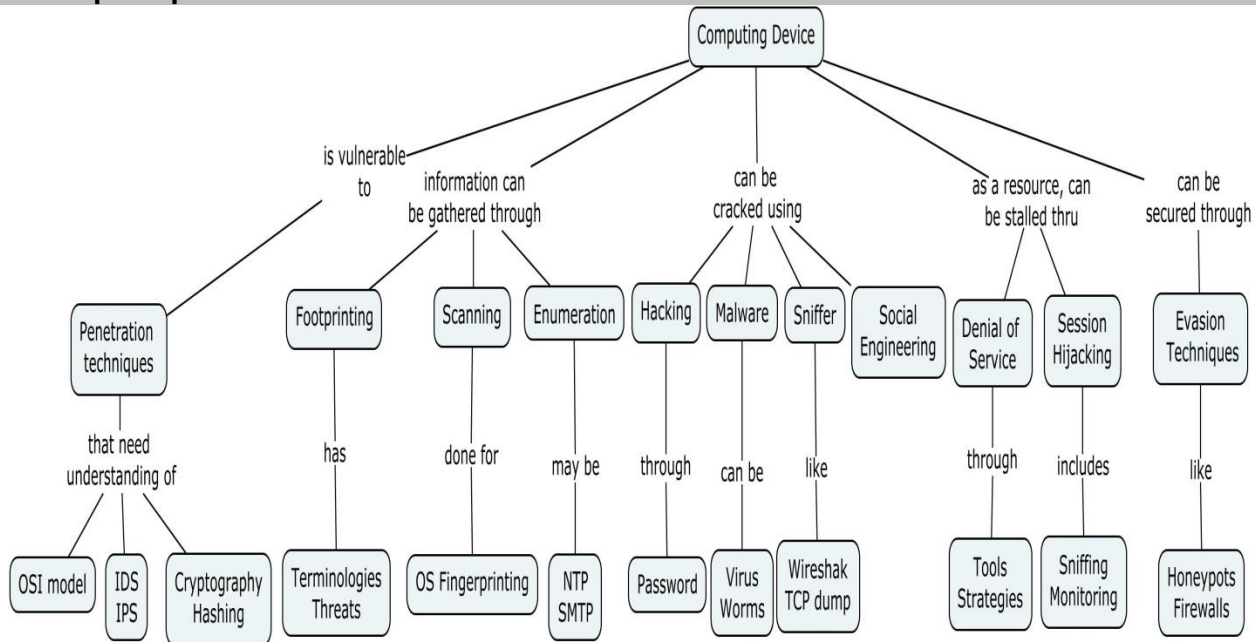 Computing Device
is vulnerable
to
information can
be gathered through
can be
cracked using
as a resource, can
be stalled thru
can be
secured through
Penetration
techniques
Footprinting
Scanning
Enumeration
Hacking
Malware
Sniffer
Social
Engineering
Denial of
Service
Session
Hijacking
Evasion
Techniques
that need
understanding of
has
done for
may be
through
can be
like
through
includes
like
OSI model
IDS
IPS
Cryptography
Hashing
Terminologies
Threats
OS Fingerprinting
NTP
SMTP
Password
Virus
Worms
Wireshak
TCP dump
Tools
Strategies
Sniffing
Monitoring
Honeypots
Firewalls